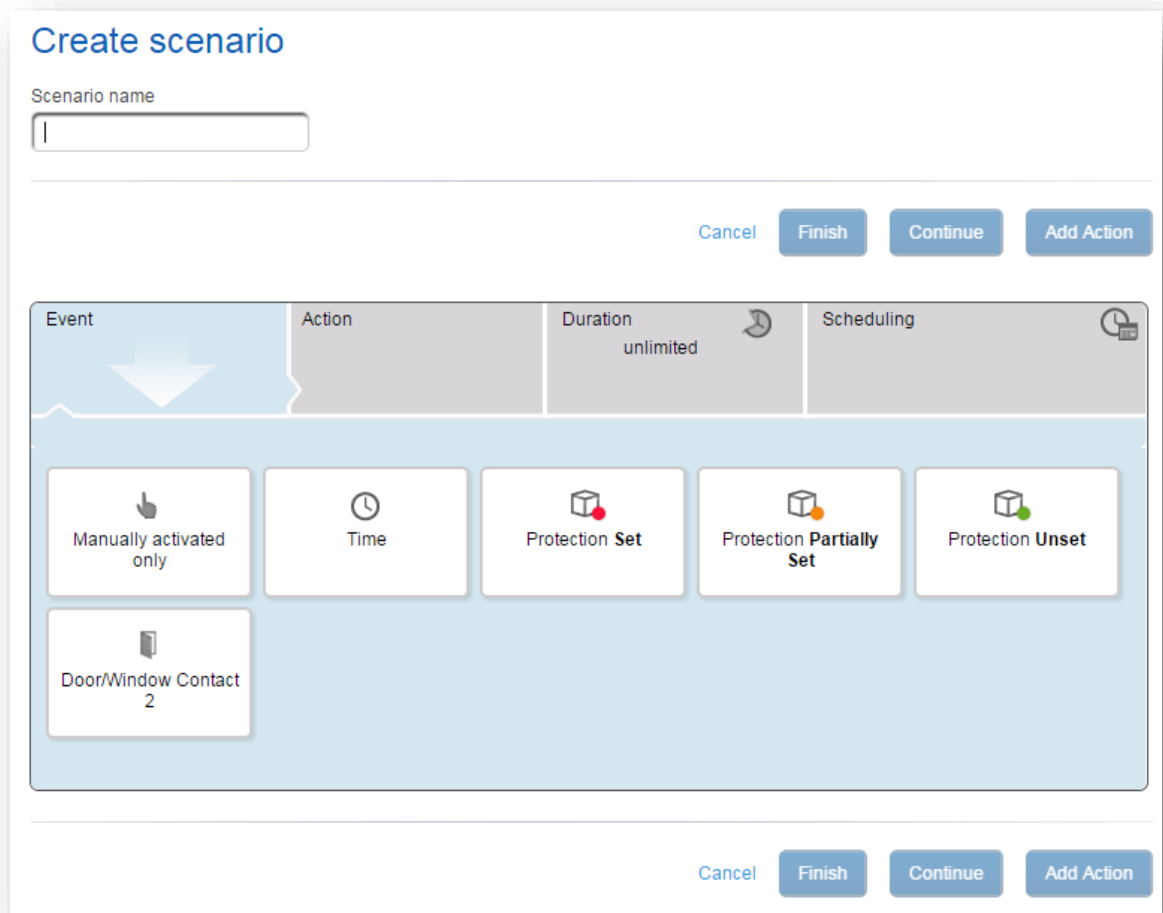 Create scenario
Scenario name
Cancel Finish Continue Add Action
Event Action Duration Scheduling
unlimited
Manually activated only Time Protection Set Protection Partially Set Protection Unset
Door/Window Contact
2
Cancel Finish Continue Add Action